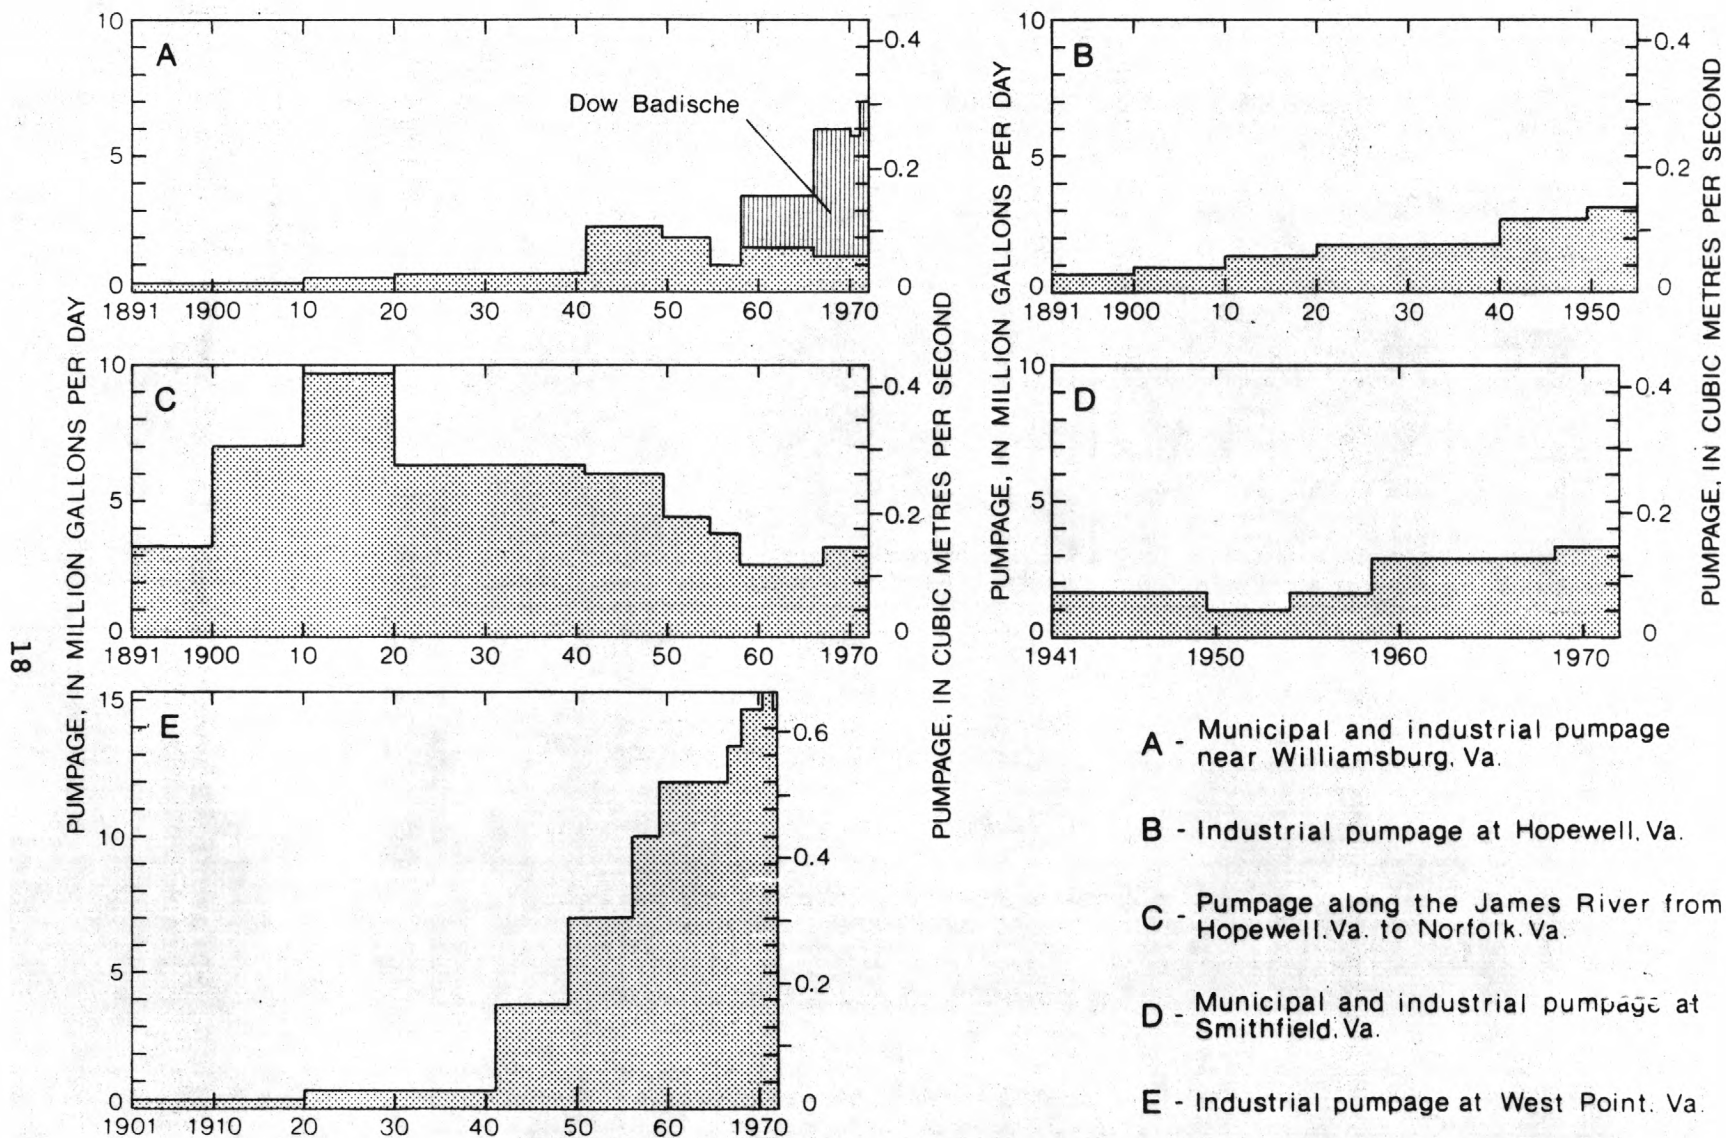 10
A
0.4
Dow Badische
5
0.2
0
0
1891 1900 10 20 30 40 50 60 1970
PUMPAGE, IN MILLION GALLONS PER DAY
PUMPAGE, IN CUBIC METRES PER SECOND
10
B
0.4
5
0.2
0
0
1891 1900 10 20 30 40 1950
PUMPAGE, IN MILLION GALLONS PER DAY
PUMPAGE, IN CUBIC METRES PER SECOND
10
C
0.4
5
0.2
0
0
1891 1900 10 20 30 40 50 60 1970
10
D
0.4
5
0.2
0
0
1941 1950 1960 1970
18
15
E
0.6
10
0.4
5
0.2
0
0
1901 1910 20 30 40 50 60 1970
A - Municipal and industrial pumpage
near Williamsburg, Va.
B - Industrial pumpage at Hopewell, Va.
C - Pumpage along the James River from
Hopewell, Va. to Norfolk, Va.
D - Municipal and industrial pumpage at
Smithfield, Va.
E - Industrial pumpage at West Point, Va.